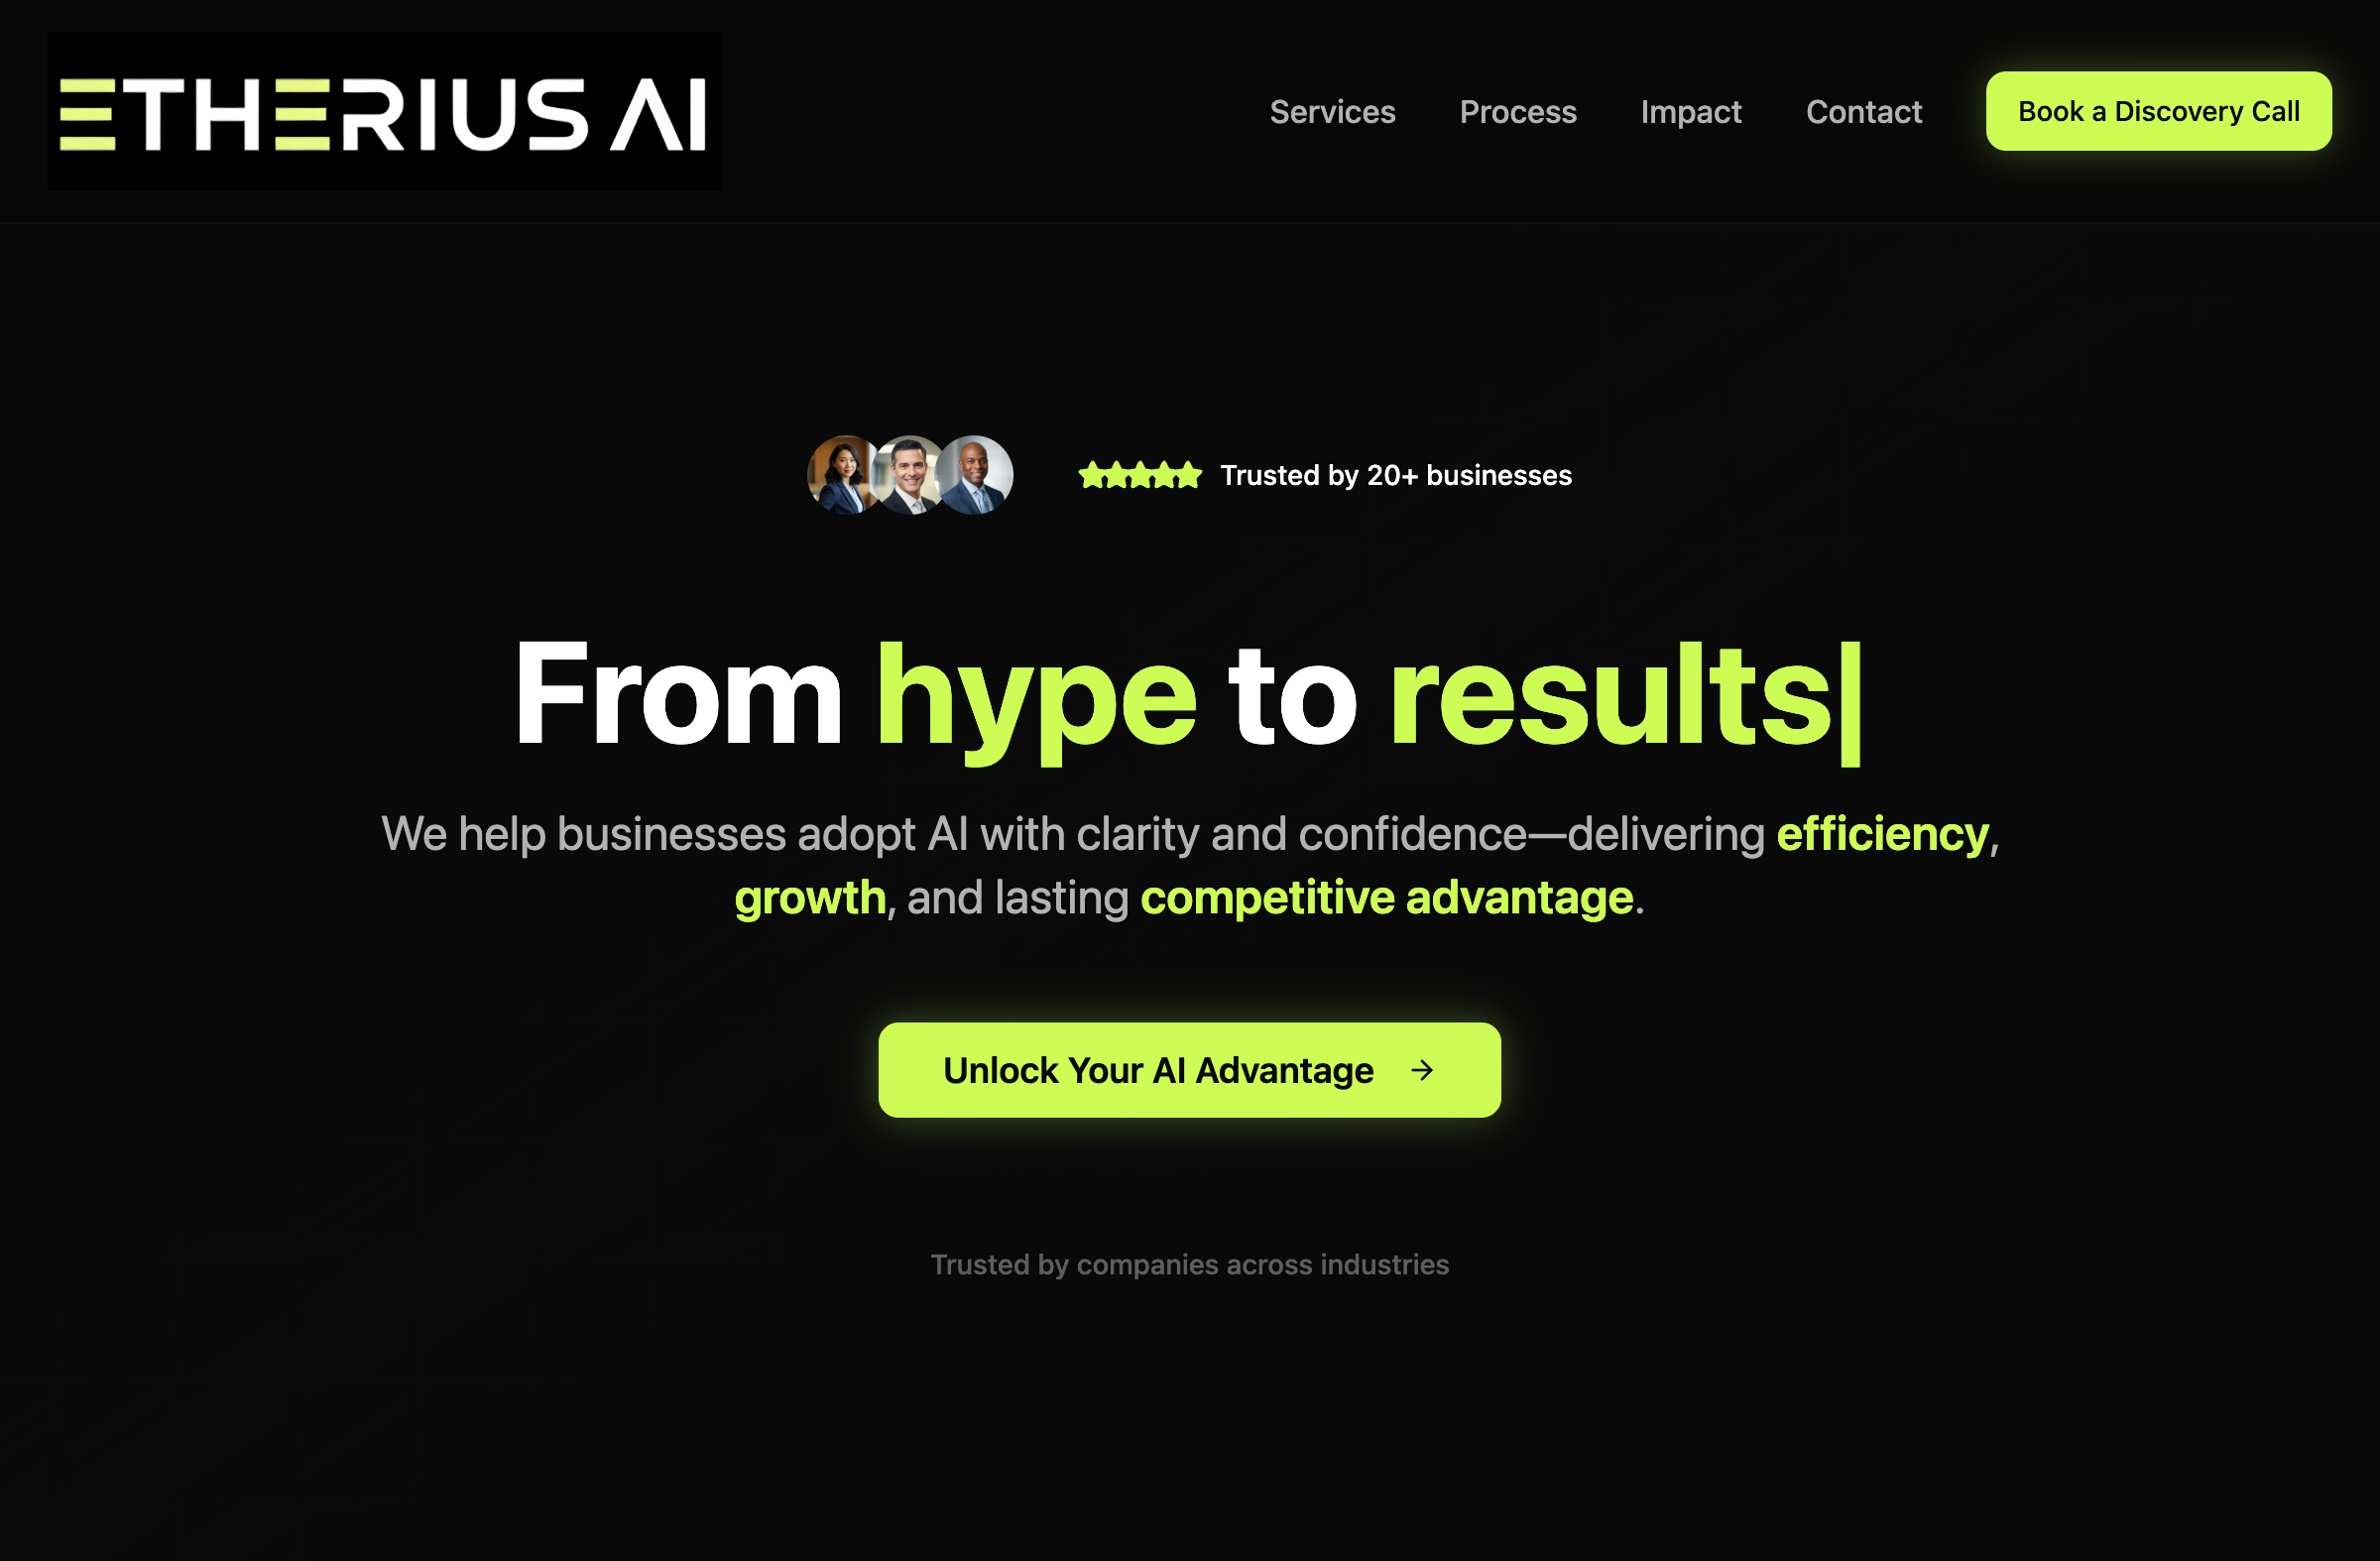 ETHERIUS AI
Services
Process
Impact
Contact
Book a Discovery Call
Trusted by 20+ businesses
From hype to results|
We help businesses adopt AI with clarity and confidence—delivering efficiency,
growth, and lasting competitive advantage.
Unlock Your AI Advantage →
Trusted by companies across industries